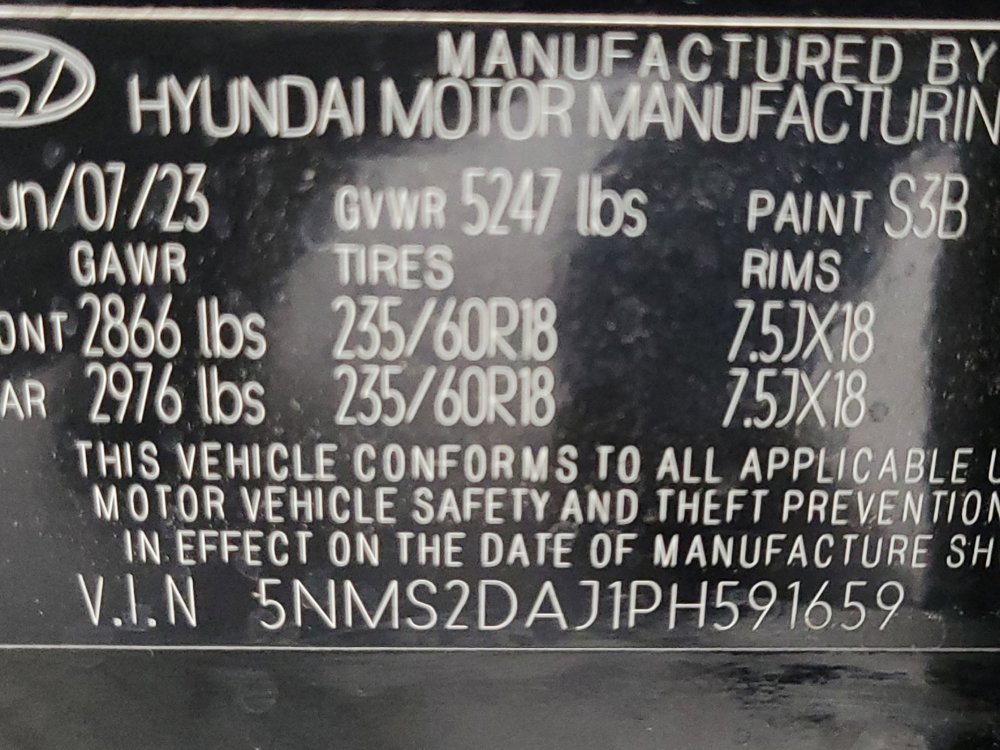 MANUFACTURED BY
HYUNDAI MOTOR MANUFACTURIN
un/07/23 GVWR 5247 lbs PAINT S3B
GAWR TIRES RIMS
ONT 2866 lbs 235/60R18 7.5JX18
AR 2976 lbs 235/60R18 7.5JX18
THIS VEHICLE CONFORMS TO ALL APPLICABLE U
MOTOR VEHICLE SAFETY AND THEFT PREVENTION
IN EFFECT ON THE DATE OF MANUFACTURE SH
V.I.N 5NMS2DAJ1PH591659